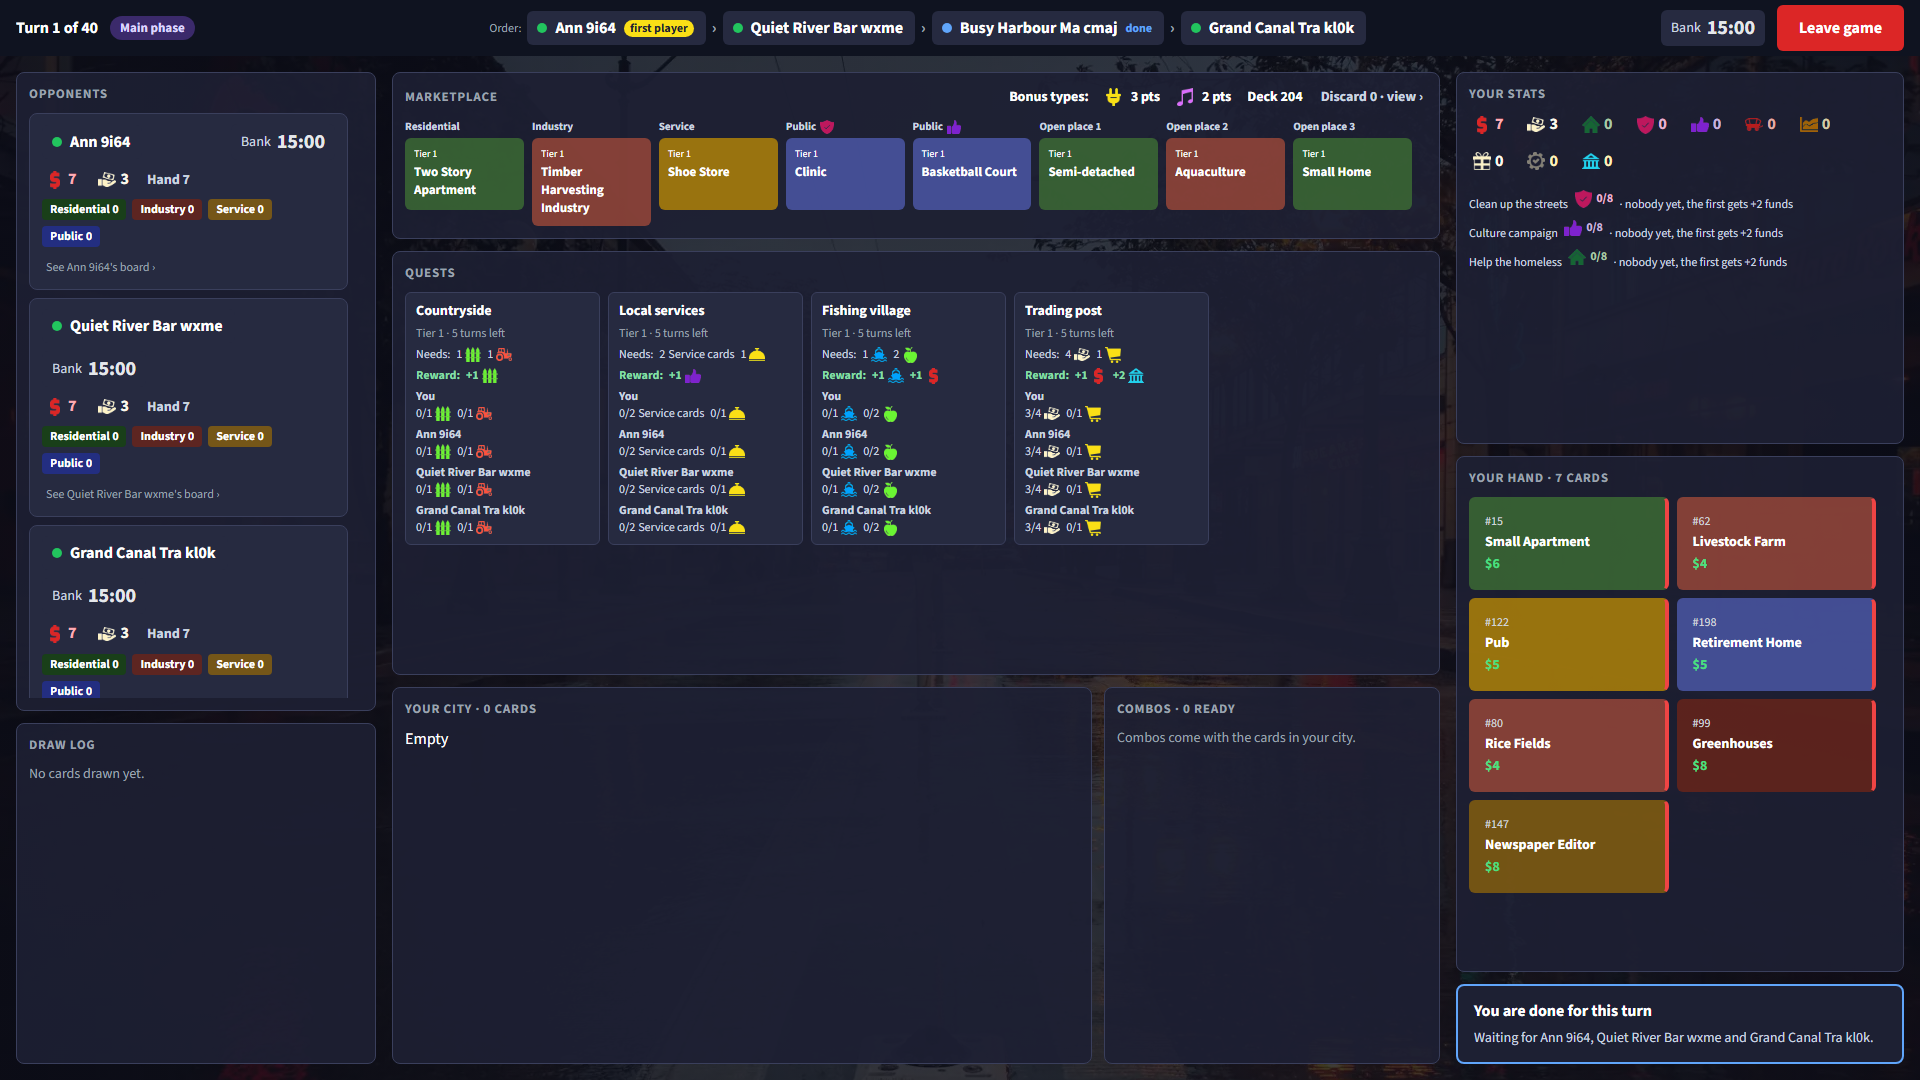 Turn 1 of 40 Main phase Order: Ann 9i64 first player › Quiet River Bar wxme › Busy Harbour Ma cmaj done › Grand Canal Tra kl0k Bank 15:00 Leave game
OPPONENTS
Ann 9i64 Bank 15:00
7 3 Hand 7
Residential 0 Industry 0 Service 0
Public 0
See Ann 9i64's board ›
Quiet River Bar wxme
Bank 15:00
7 3 Hand 7
Residential 0 Industry 0 Service 0
Public 0
See Quiet River Bar wxme's board ›
Grand Canal Tra kl0k
Bank 15:00
7 3 Hand 7
Residential 0 Industry 0 Service 0
Public 0
DRAW LOG
No cards drawn yet.
MARKETPLACE Bonus types: 3 pts 2 pts Deck 204 Discard 0 · view ›
Residential Industry Service Public Public Open place 1 Open place 2 Open place 3
Tier 1 Tier 1 Tier 1 Tier 1 Tier 1 Tier 1 Tier 1 Tier 1
Two Story Timber Shoe Store Clinic Basketball Court Semi-detached Aquaculture Small Home
Apartment Harvesting
Industry
QUESTS
Countryside
Tier 1 · 5 turns left
Needs: 1 1
Reward: +1
You
0/1 0/1
Ann 9i64
0/1 0/1
Quiet River Bar wxme
0/1 0/1
Grand Canal Tra kl0k
0/1 0/1
Local services
Tier 1 · 5 turns left
Needs: 2 Service cards 1
Reward: +1
You
0/2 Service cards 0/1
Ann 9i64
0/2 Service cards 0/1
Quiet River Bar wxme
0/2 Service cards 0/1
Grand Canal Tra kl0k
0/2 Service cards 0/1
Fishing village
Tier 1 · 5 turns left
Needs: 1 2
Reward: +1 +1
You
0/1 0/2
Ann 9i64
0/1 0/2
Quiet River Bar wxme
0/1 0/2
Grand Canal Tra kl0k
0/1 0/2
Trading post
Tier 1 · 5 turns left
Needs: 4 1
Reward: +1 +2
You
3/4 0/1
Ann 9i64
3/4 0/1
Quiet River Bar wxme
3/4 0/1
Grand Canal Tra kl0k
3/4 0/1
YOUR CITY · 0 CARDS
Empty
COMBOS · 0 READY
Combos come with the cards in your city.
YOUR STATS
7 3 0 0 0 0 0
0 0 0
Clean up the streets 0/8 · nobody yet, the first gets +2 funds
Culture campaign 0/8 · nobody yet, the first gets +2 funds
Help the homeless 0/8 · nobody yet, the first gets +2 funds
YOUR HAND · 7 CARDS
#15 #62
Small Apartment Livestock Farm
$6 $4
#122 #198
Pub Retirement Home
$5 $5
#80 #99
Rice Fields Greenhouses
$4 $8
#147
Newspaper Editor
$8
You are done for this turn
Waiting for Ann 9i64, Quiet River Bar wxme and Grand Canal Tra kl0k.